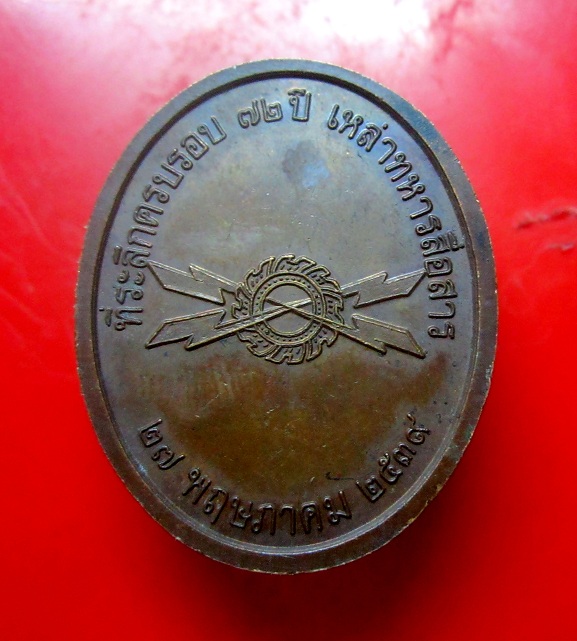 ที่ระลึกครบรอบ ๗๒ ปี เหล่าทหารสื่อสาร
๒๗ พฤษภาคม ๒๕๓๙